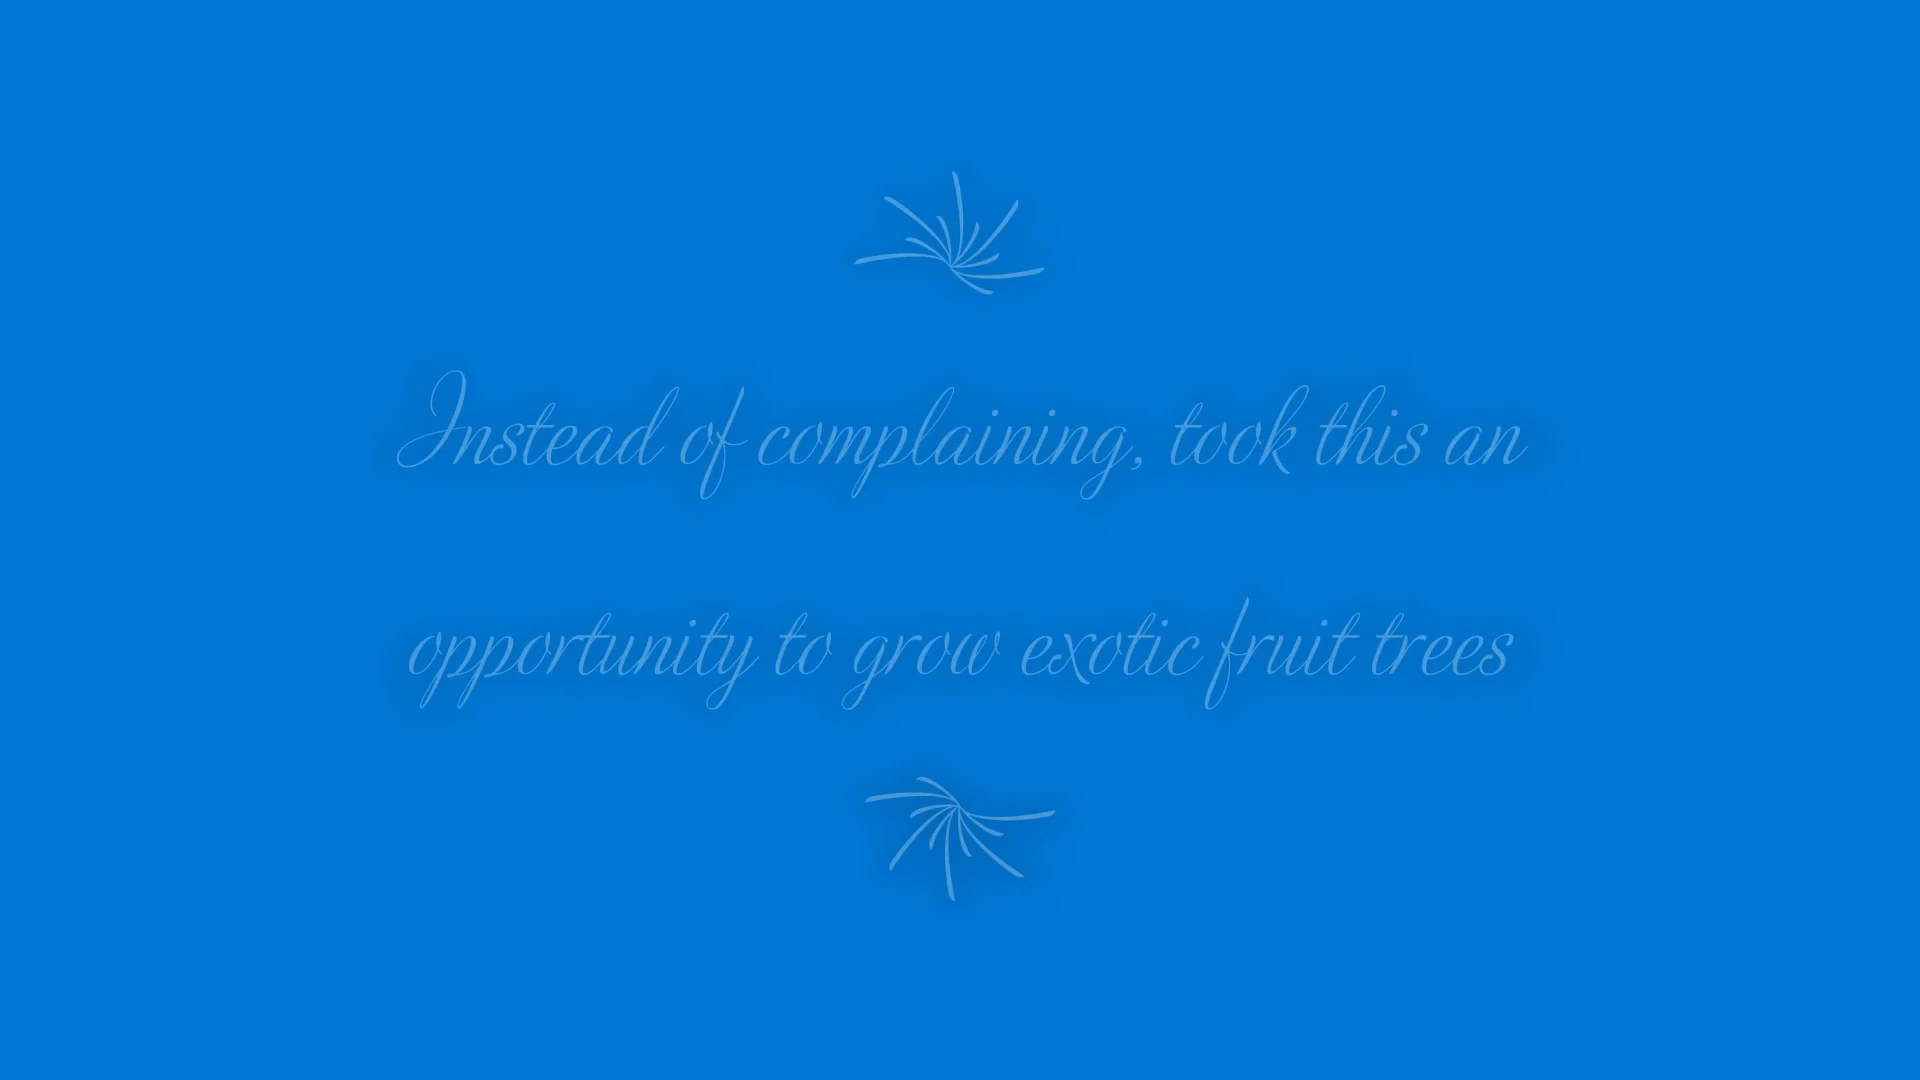 Instead of complaining, took this an
opportunity to grow exotic fruit trees